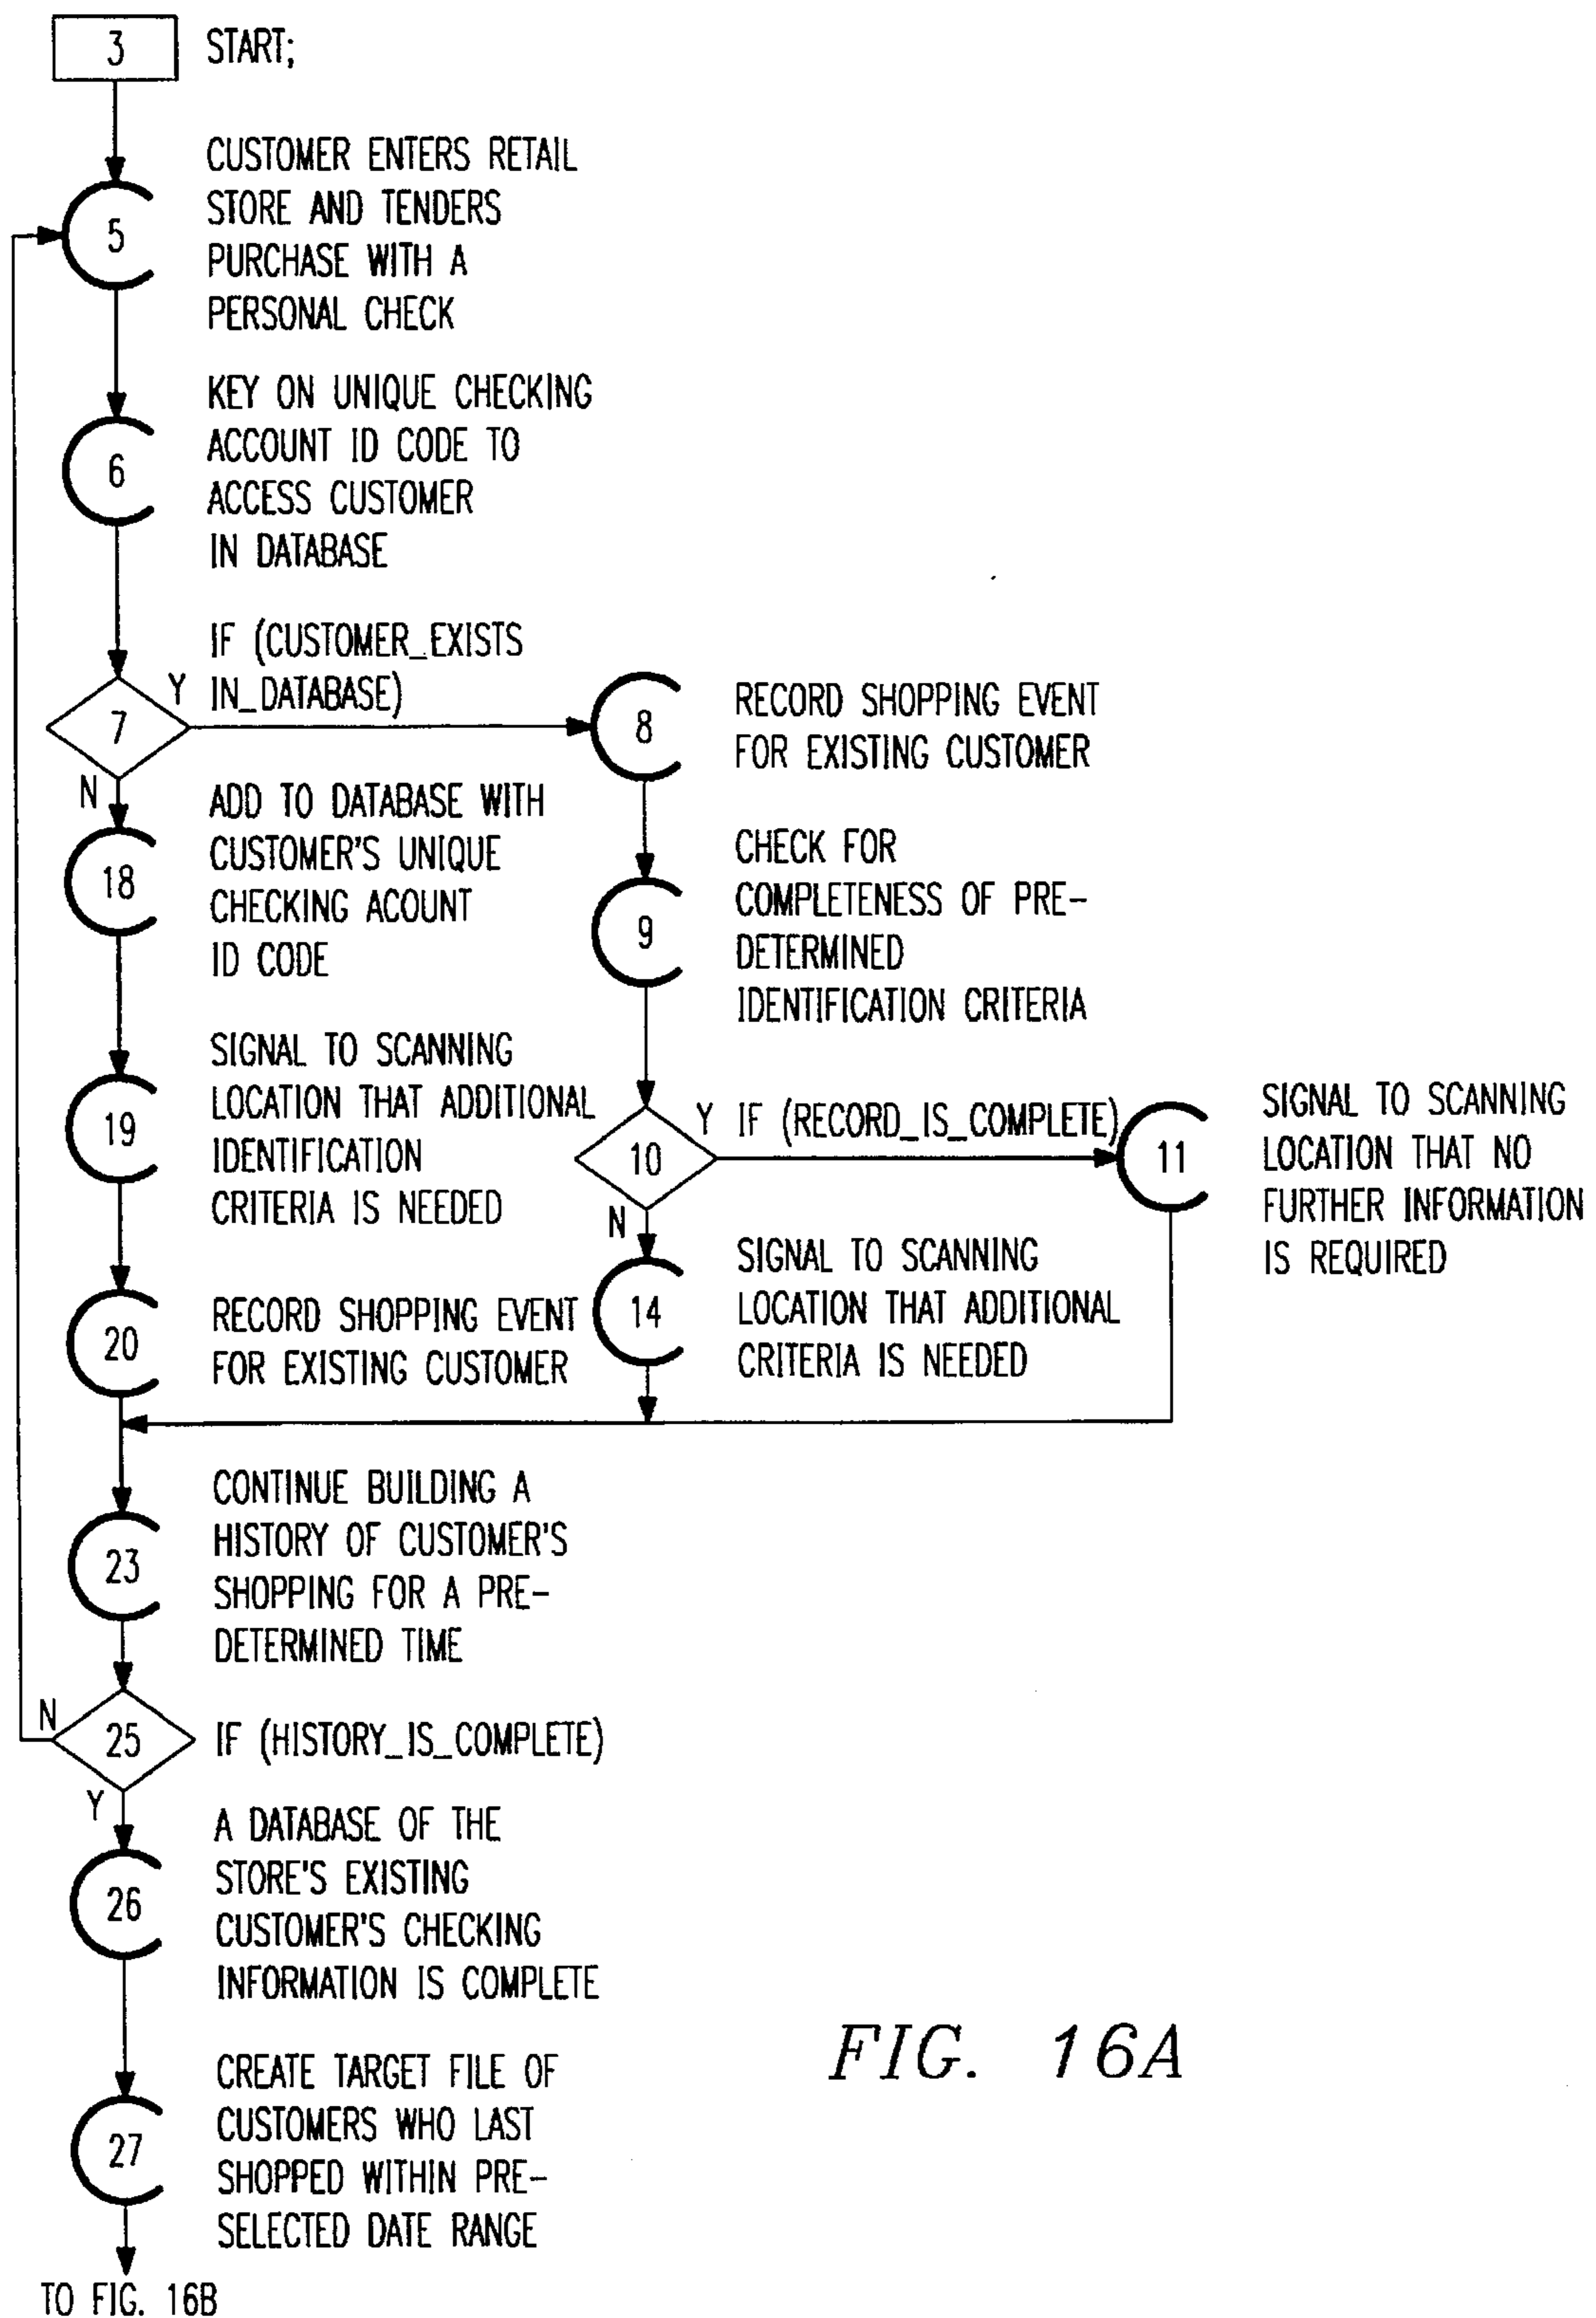 3 START;
CUSTOMER ENTERS RETAIL
STORE AND TENDERS
PURCHASE WITH A
PERSONAL CHECK
5
KEY ON UNIQUE CHECKING
ACCOUNT ID CODE TO
ACCESS CUSTOMER
IN DATABASE
6
IF (CUSTOMER_EXISTS
IN_DATABASE)
Y
7
N
RECORD SHOPPING EVENT
FOR EXISTING CUSTOMER
8
ADD TO DATABASE WITH
CUSTOMER'S UNIQUE
CHECKING ACOUNT
ID CODE
18
CHECK FOR
COMPLETENESS OF PRE-
DETERMINED
IDENTIFICATION CRITERIA
9
SIGNAL TO SCANNING
LOCATION THAT ADDITIONAL
IDENTIFICATION
CRITERIA IS NEEDED
19
Y IF (RECORD_IS_COMPLETE)
10
N
SIGNAL TO SCANNING
LOCATION THAT NO
FURTHER INFORMATION
IS REQUIRED
11
RECORD SHOPPING EVENT
FOR EXISTING CUSTOMER
20
SIGNAL TO SCANNING
LOCATION THAT ADDITIONAL
CRITERIA IS NEEDED
14
CONTINUE BUILDING A
HISTORY OF CUSTOMER'S
SHOPPING FOR A PRE-
DETERMINED TIME
23
N
25 IF (HISTORY_IS_COMPLETE)
Y
A DATABASE OF THE
STORE'S EXISTING
CUSTOMER'S CHECKING
INFORMATION IS COMPLETE
26
CREATE TARGET FILE OF
CUSTOMERS WHO LAST
SHOPPED WITHIN PRE-
SELECTED DATE RANGE
27
TO FIG. 16B
FIG. 16A